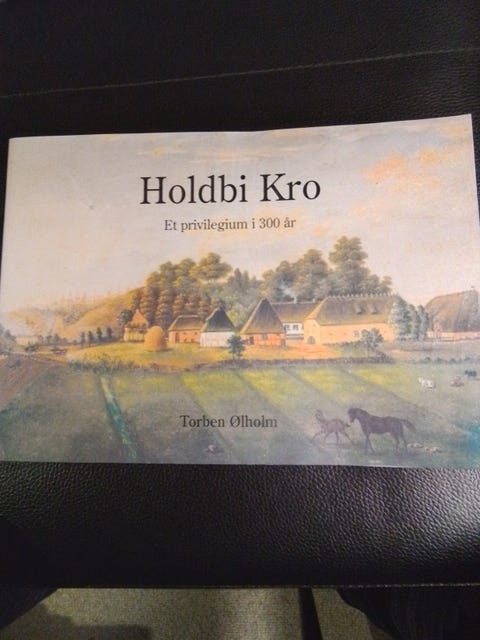 Holdbi Kro
Et privilegium i 300 år
Torben Ølholm